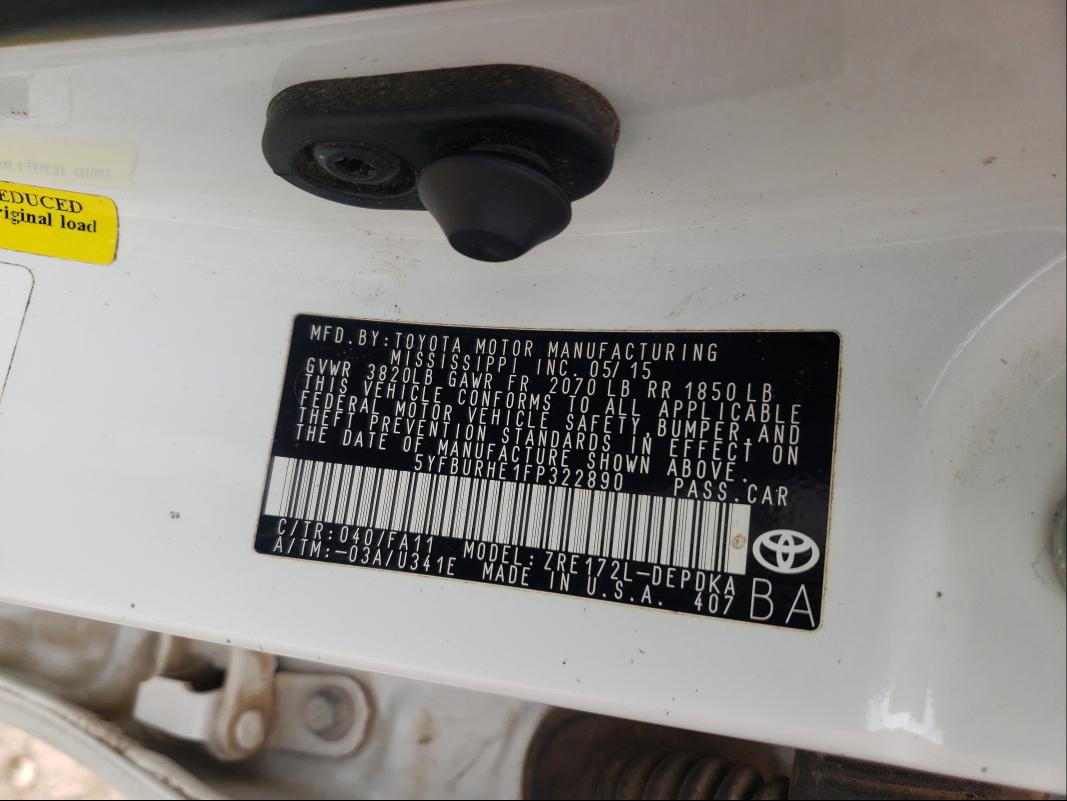 EDUCED
riginal load
MFD.BY:TOYOTA MOTOR MANUFACTURING
MISSISSIPPI INC. 05/15
GVWR 3820LB GAWR FR 2070 LB RR 1850 LB
THIS VEHICLE CONFORMS TO ALL APPLICABLE
FEDERAL MOTOR VEHICLE SAFETY,BUMPER,AND
THEFT PREVENTION STANDARDS IN EFFECT ON
THE DATE OF MANUFACTURE SHOWN ABOVE.
5YFBURHE1FP322890 PASS.CAR
C/TR:040/FA11 MODEL:ZRE172L-DEPDKA
A/TM:-03A/U341E MADE IN U.S.A. 407
BA